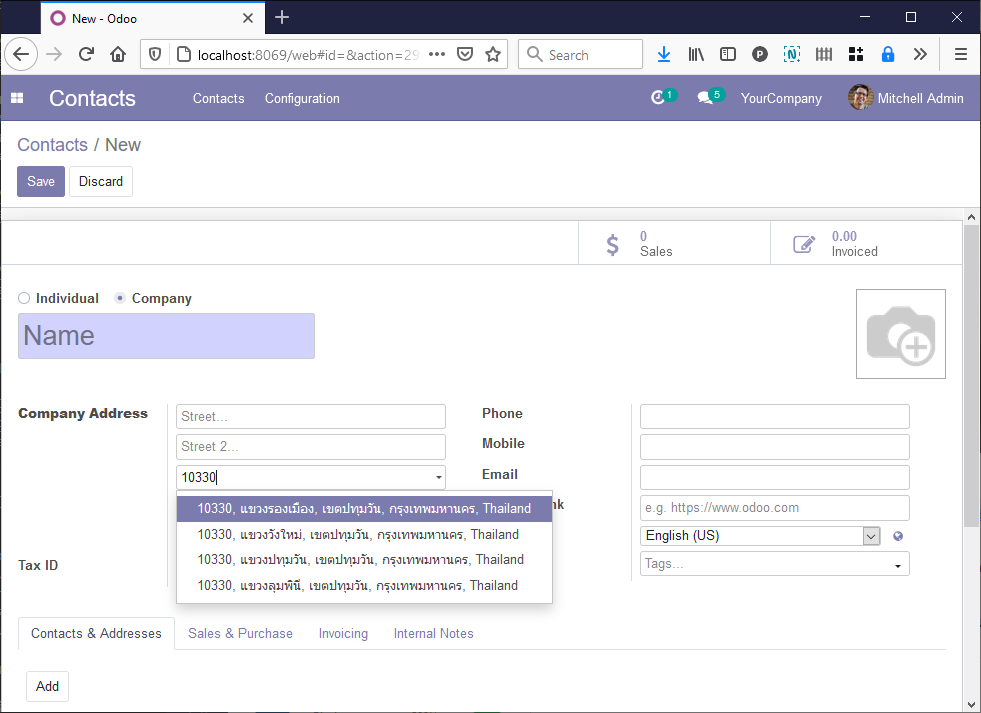 New - Odoo
localhost:8069/web#id=&action=29
Search
Contacts
Contacts
Configuration
1
5
YourCompany
Mitchell Admin
Contacts / New
Save
Discard
0
Sales
0.00
Invoiced
Individual
Company
Name
Company Address
Street...
Street 2...
10330
10330, แขวงรองเมือง, เขตปทุมวัน, กรุงเทพมหานคร, Thailand
10330, แขวงวังใหม่, เขตปทุมวัน, กรุงเทพมหานคร, Thailand
10330, แขวงปทุมวัน, เขตปทุมวัน, กรุงเทพมหานคร, Thailand
10330, แขวงลุมพินี, เขตปทุมวัน, กรุงเทพมหานคร, Thailand
Tax ID
Phone
Mobile
Email
nk
e.g. https://www.odoo.com
English (US)
Tags...
Contacts & Addresses
Sales & Purchase
Invoicing
Internal Notes
Add